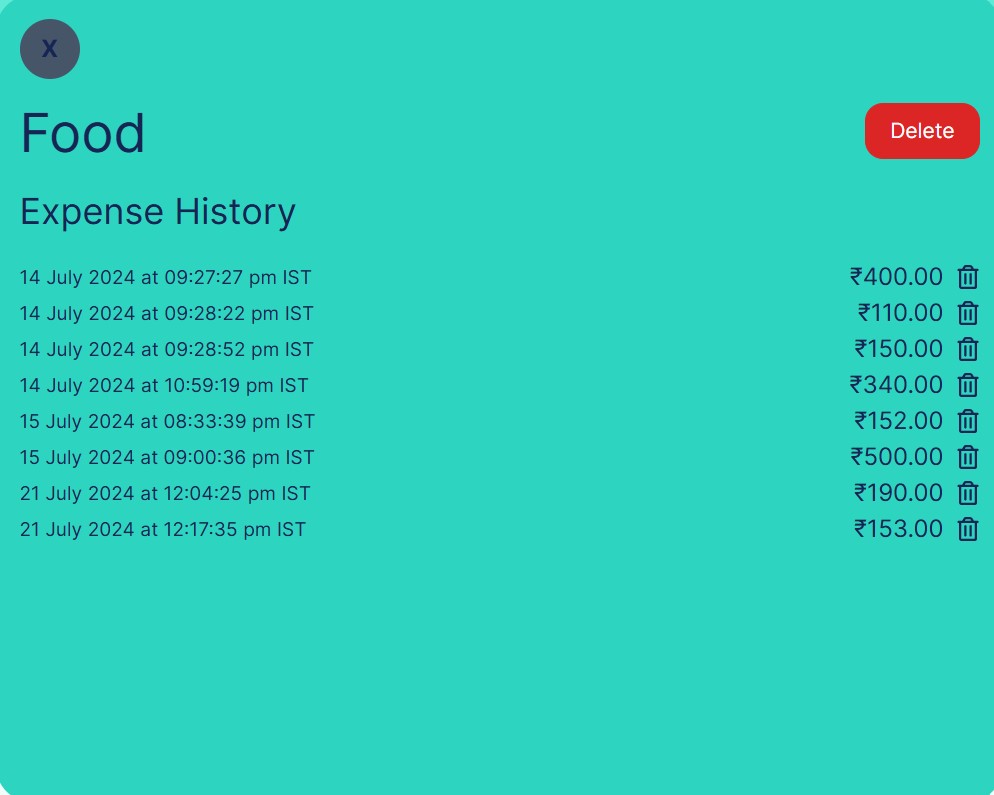 X
Food
Delete
Expense History
14 July 2024 at 09:27:27 pm IST ₹400.00
14 July 2024 at 09:28:22 pm IST ₹110.00
14 July 2024 at 09:28:52 pm IST ₹150.00
14 July 2024 at 10:59:19 pm IST ₹340.00
15 July 2024 at 08:33:39 pm IST ₹152.00
15 July 2024 at 09:00:36 pm IST ₹500.00
21 July 2024 at 12:04:25 pm IST ₹190.00
21 July 2024 at 12:17:35 pm IST ₹153.00